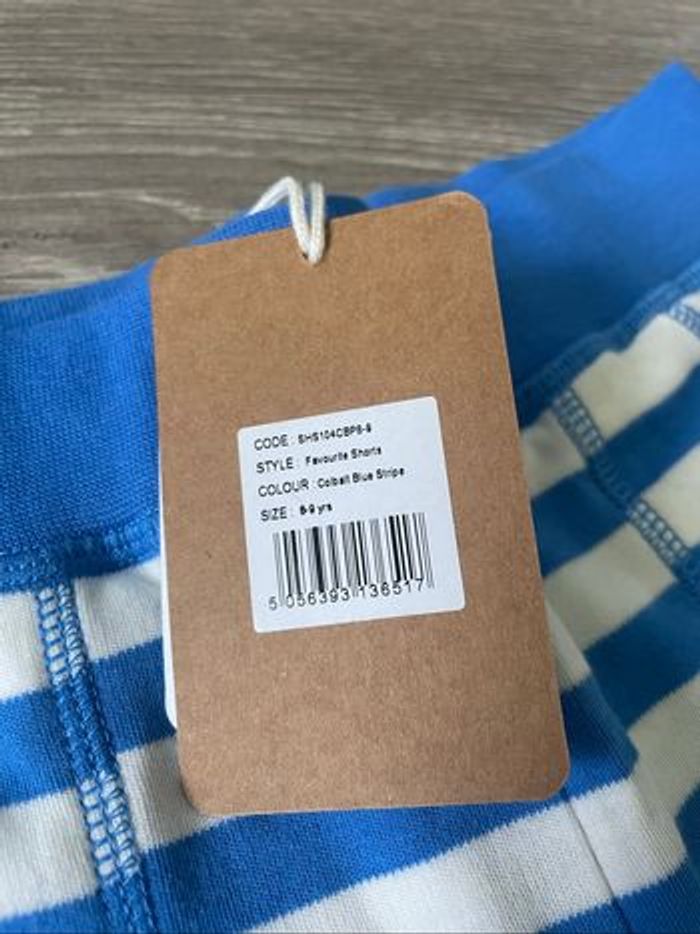 CODE : SHS104CBP8-9
STYLE : Favourite Shorts
COLOUR : Colbalt Blue Stripe
SIZE : 8-9 yrs
5 056393 136517